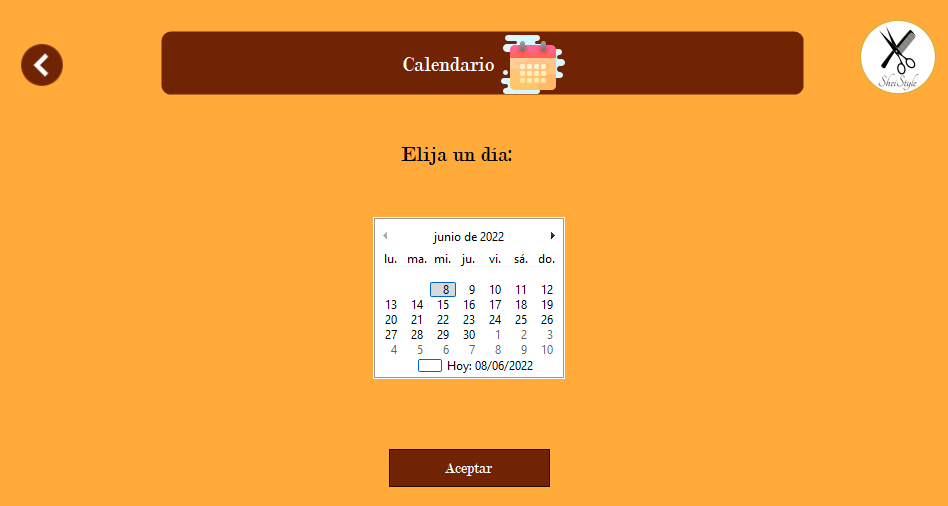 Calendario
SheiStyle
Elija un día:
junio de 2022
lu. ma. mi. ju. vi. sá. do.
8 9 10 11 12
13 14 15 16 17 18 19
20 21 22 23 24 25 26
27 28 29 30 1 2 3
4 5 6 7 8 9 10
Hoy: 08/06/2022
Aceptar